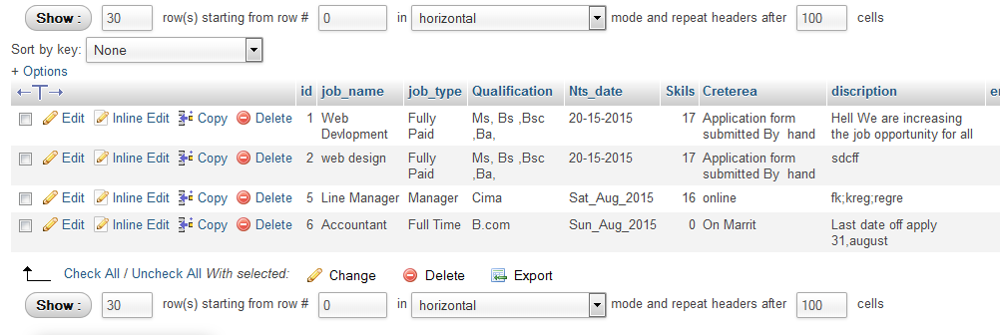 Show : 30 row(s) starting from row # 0 in horizontal mode and repeat headers after 100 cells
Sort by key: None
+ Options
←T→ id job_name job_type Qualification Nts_date Skils Creterea discription
Edit Inline Edit Copy Delete 1 Web Fully Ms, Bs ,Bsc 20-15-2015 17 Application form Hell We are increasing
Devlopment Paid ,Ba, submitted By hand the job opportunity for all
Edit Inline Edit Copy Delete 2 web design Fully Ms, Bs ,Bsc 20-15-2015 17 Application form sdcff
Paid ,Ba, submitted By hand
Edit Inline Edit Copy Delete 5 Line Manager Manager Cima Sat_Aug_2015 16 online fk;kreg;regre
Edit Inline Edit Copy Delete 6 Accountant Full Time B.com Sun_Aug_2015 0 On Marrit Last date off apply
31,august
Check All / Uncheck All With selected: Change Delete Export
Show : 30 row(s) starting from row # 0 in horizontal mode and repeat headers after 100 cells